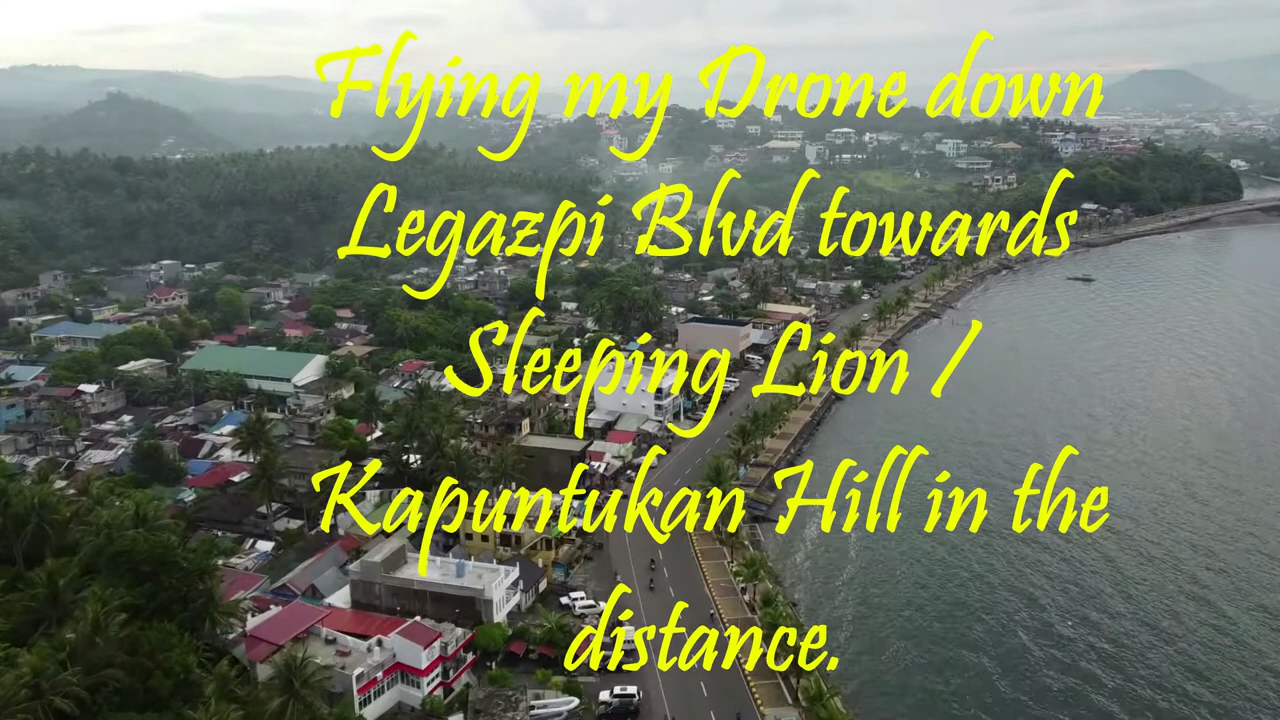 Flying my Drone down
Legazpi Blvd towards
Sleeping Lion /
Kapuntukan Hill in the
distance.